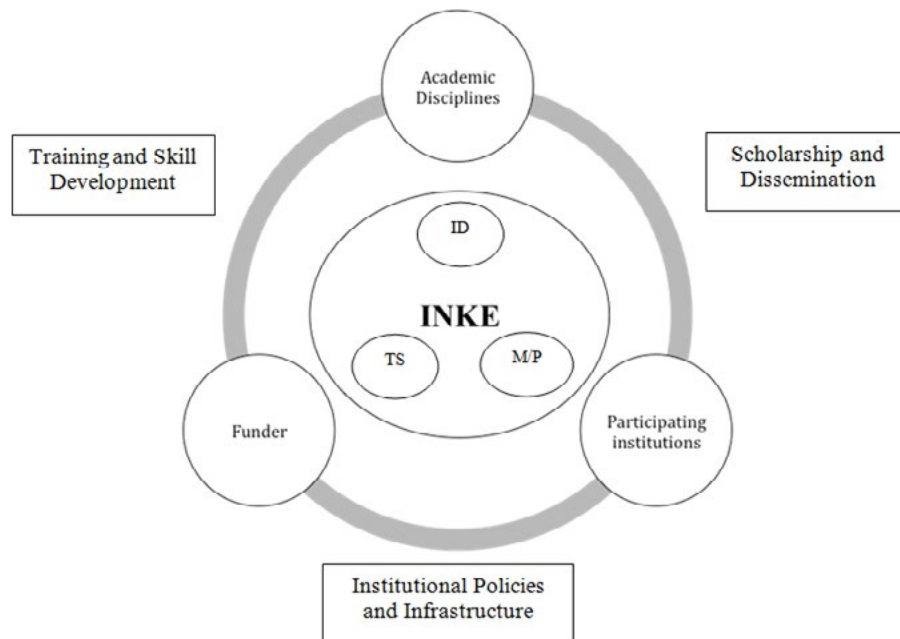 Academic
Disciplines
Training and Skill
Development
Scholarship and
Dissemination
ID
INKE
TS
M/P
Funder
Participating
institutions
Institutional Policies
and Infrastructure